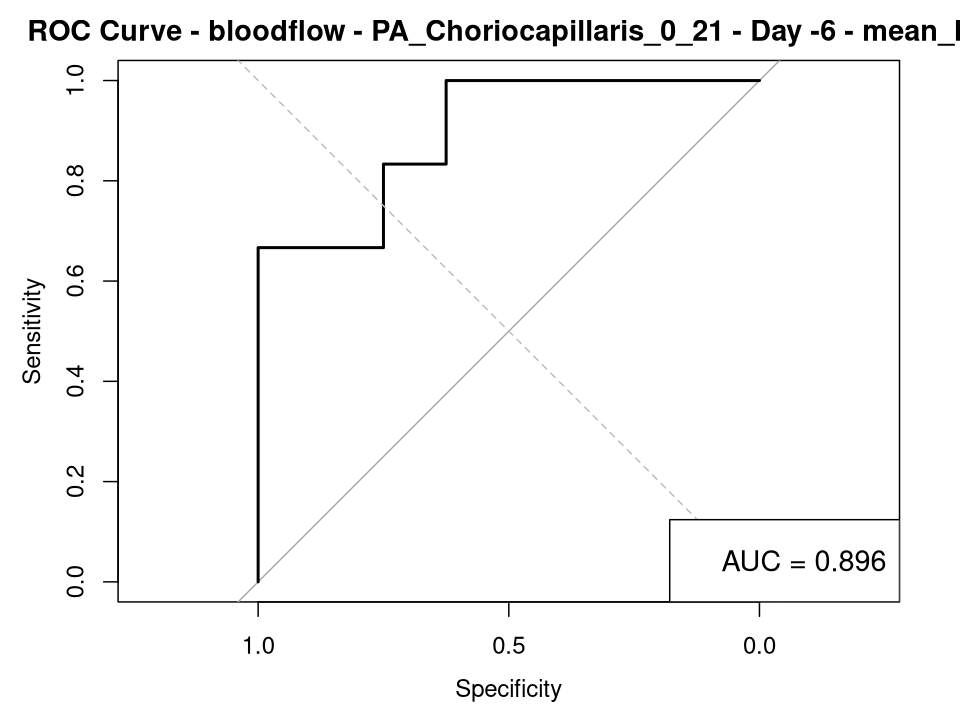 ROC Curve - bloodflow - PA_Choriocapillaris_0_21 - Day -6 - mean_
Sensitivity
1.0
0.8
0.6
0.4
0.2
0.0
AUC = 0.896
1.0 0.5 0.0
Specificity